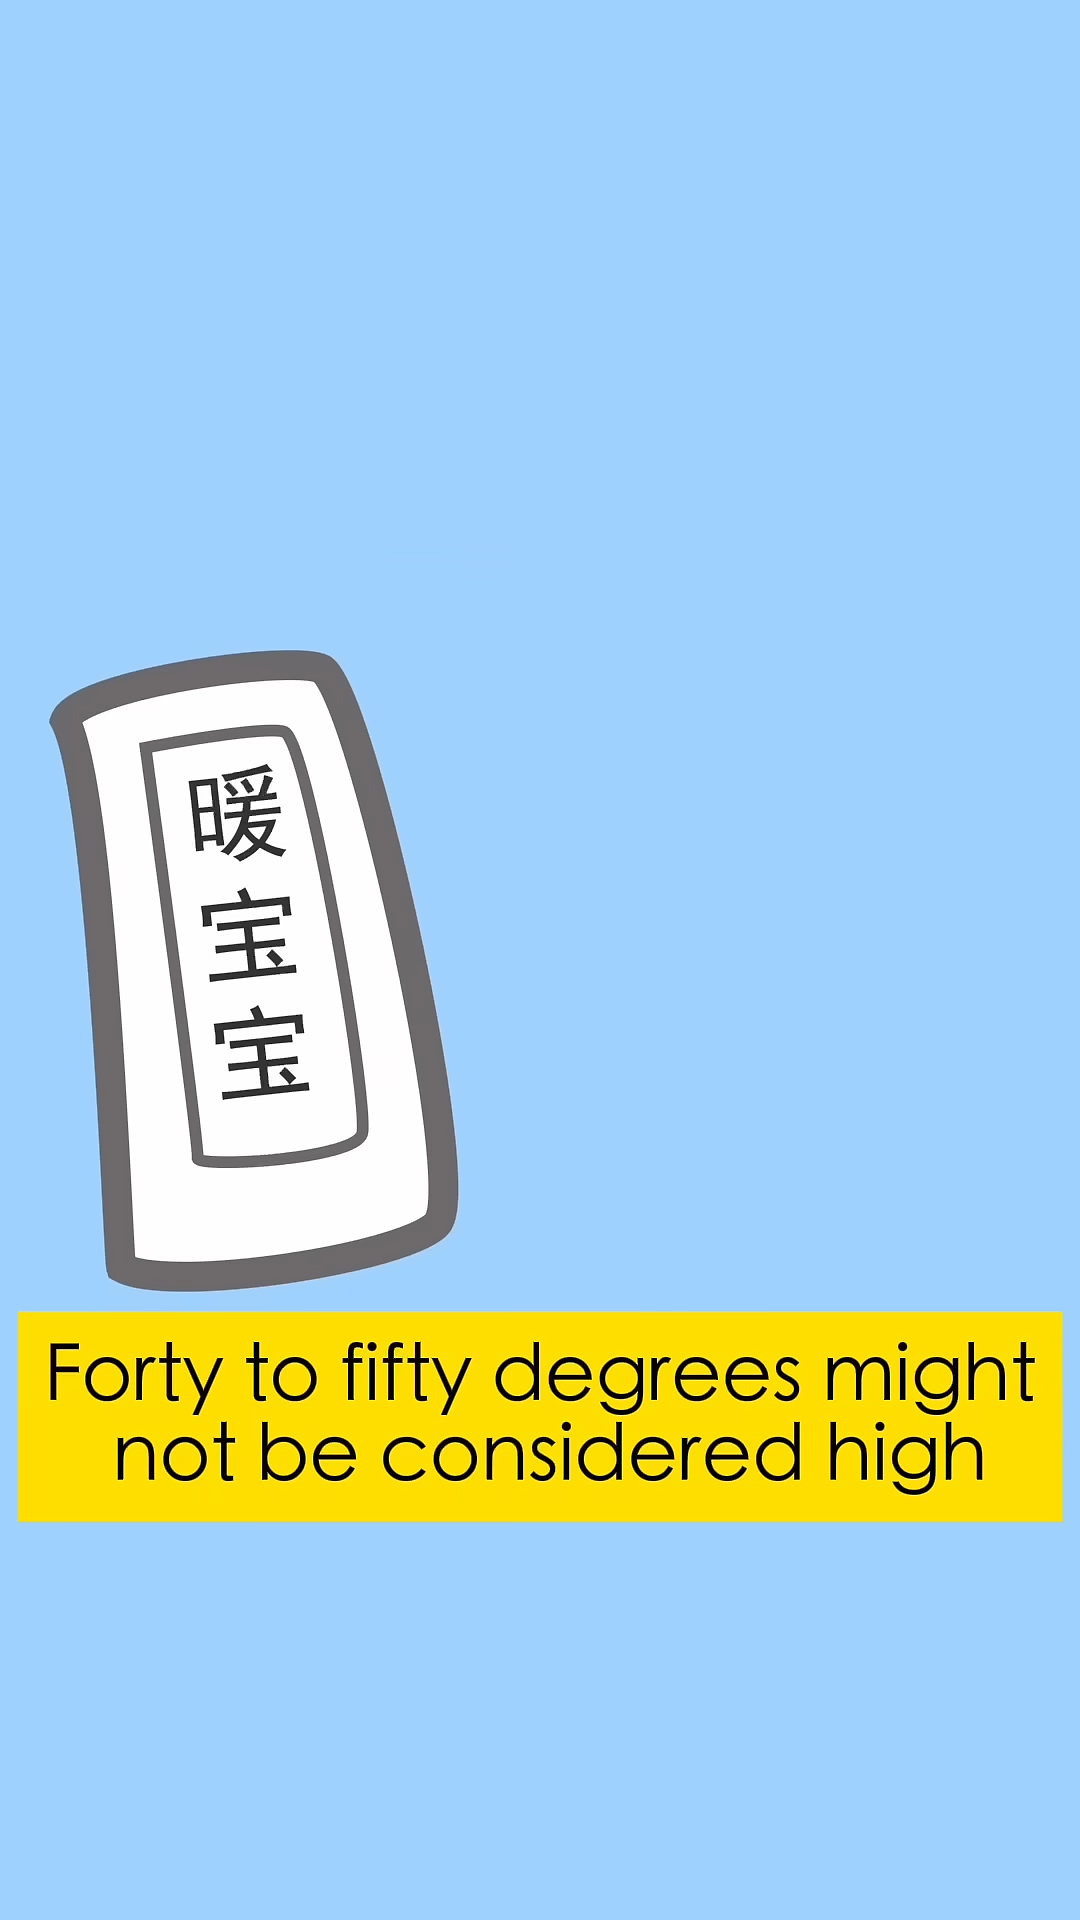 暖宝宝
Forty to fifty degrees might
not be considered high